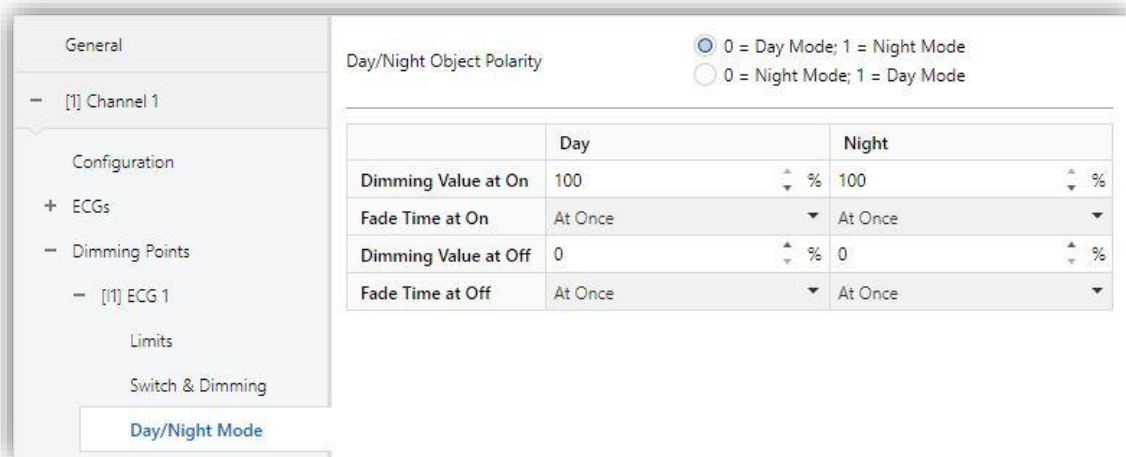 General
[1] Channel 1
Configuration
ECGs
Dimming Points
[I1] ECG 1
Limits
Switch & Dimming
Day/Night Mode
Day/Night Object Polarity
0 = Day Mode; 1 = Night Mode
0 = Night Mode; 1 = Day Mode
Day Night
Dimming Value at On 100 % 100 %
Fade Time at On At Once At Once
Dimming Value at Off 0 % 0 %
Fade Time at Off At Once At Once